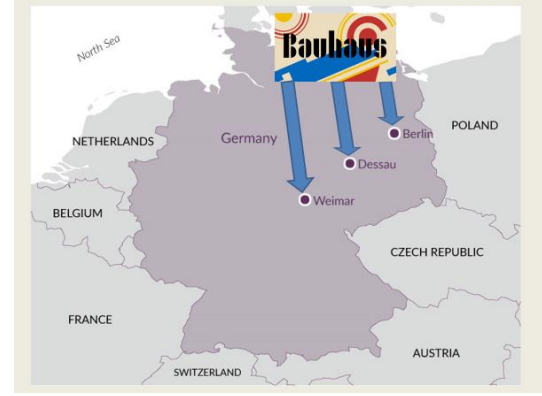 North Sea
Bauhaus
NETHERLANDS
Germany
Berlin
POLAND
Dessau
BELGIUM
Weimar
CZECH REPUBLIC
FRANCE
AUSTRIA
SWITZERLAND